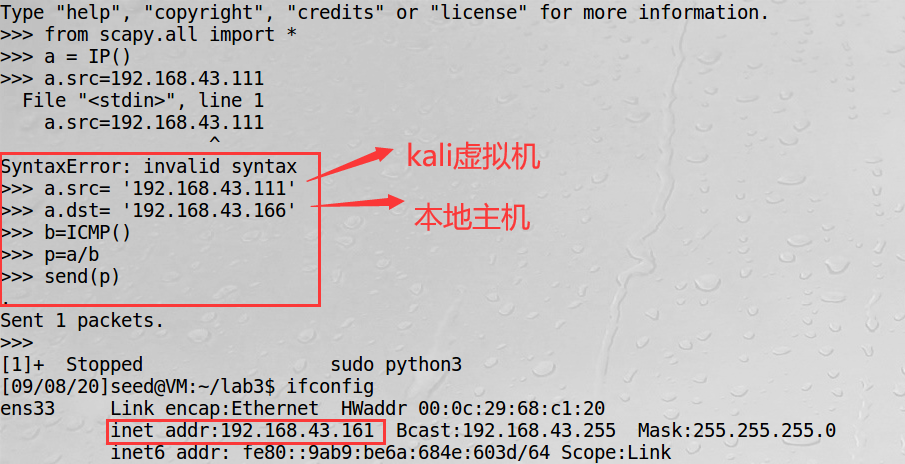 Type "help", "copyright", "credits" or "license" for more information.
>>> from scapy.all import *
>>> a = IP()
>>> a.src=192.168.43.111
  File "<stdin>", line 1
    a.src=192.168.43.111
                   ^
SyntaxError: invalid syntax
>>> a.src= '192.168.43.111'
kali虚拟机
>>> a.dst= '192.168.43.166'
本地主机
>>> b=ICMP()
>>> p=a/b
>>> send(p)
.
Sent 1 packets.
>>>
[1]+  Stopped                 sudo python3
[09/08/20]seed@VM:~/lab3$ ifconfig
ens33     Link encap:Ethernet  HWaddr 00:0c:29:68:c1:20
          inet addr:192.168.43.161  Bcast:192.168.43.255  Mask:255.255.255.0
          inet6 addr: fe80::9ab9:be6a:684e:603d/64 Scope:Link